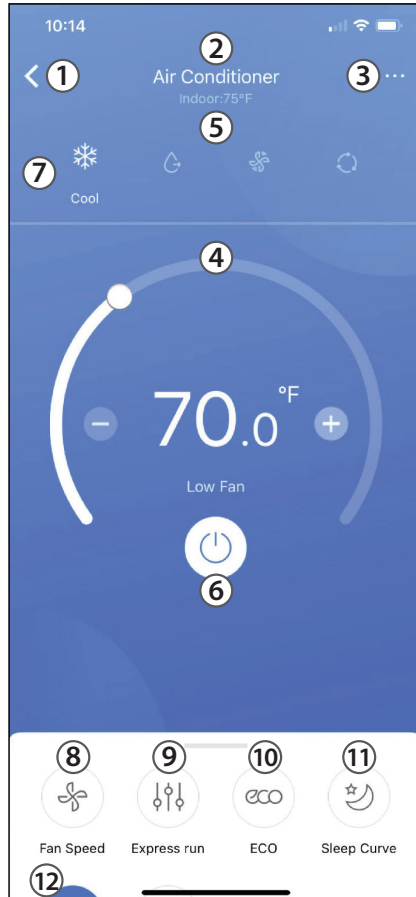 10:14
2
1
Air Conditioner
3
Indoor:75°F
5
7
Cool
4
70.0°F
Low Fan
6
8
9
10
11
eco
Fan Speed
Express run
ECO
Sleep Curve
12